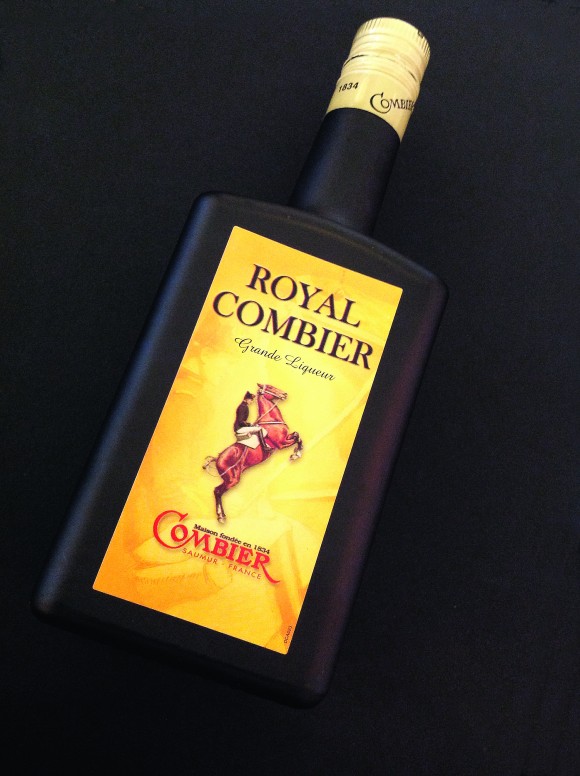 1834
COMBIER
ROYAL
COMBIER
Grande Liqueur
Maison fondée en 1834
COMBIER
SAUMUR - FRANCE